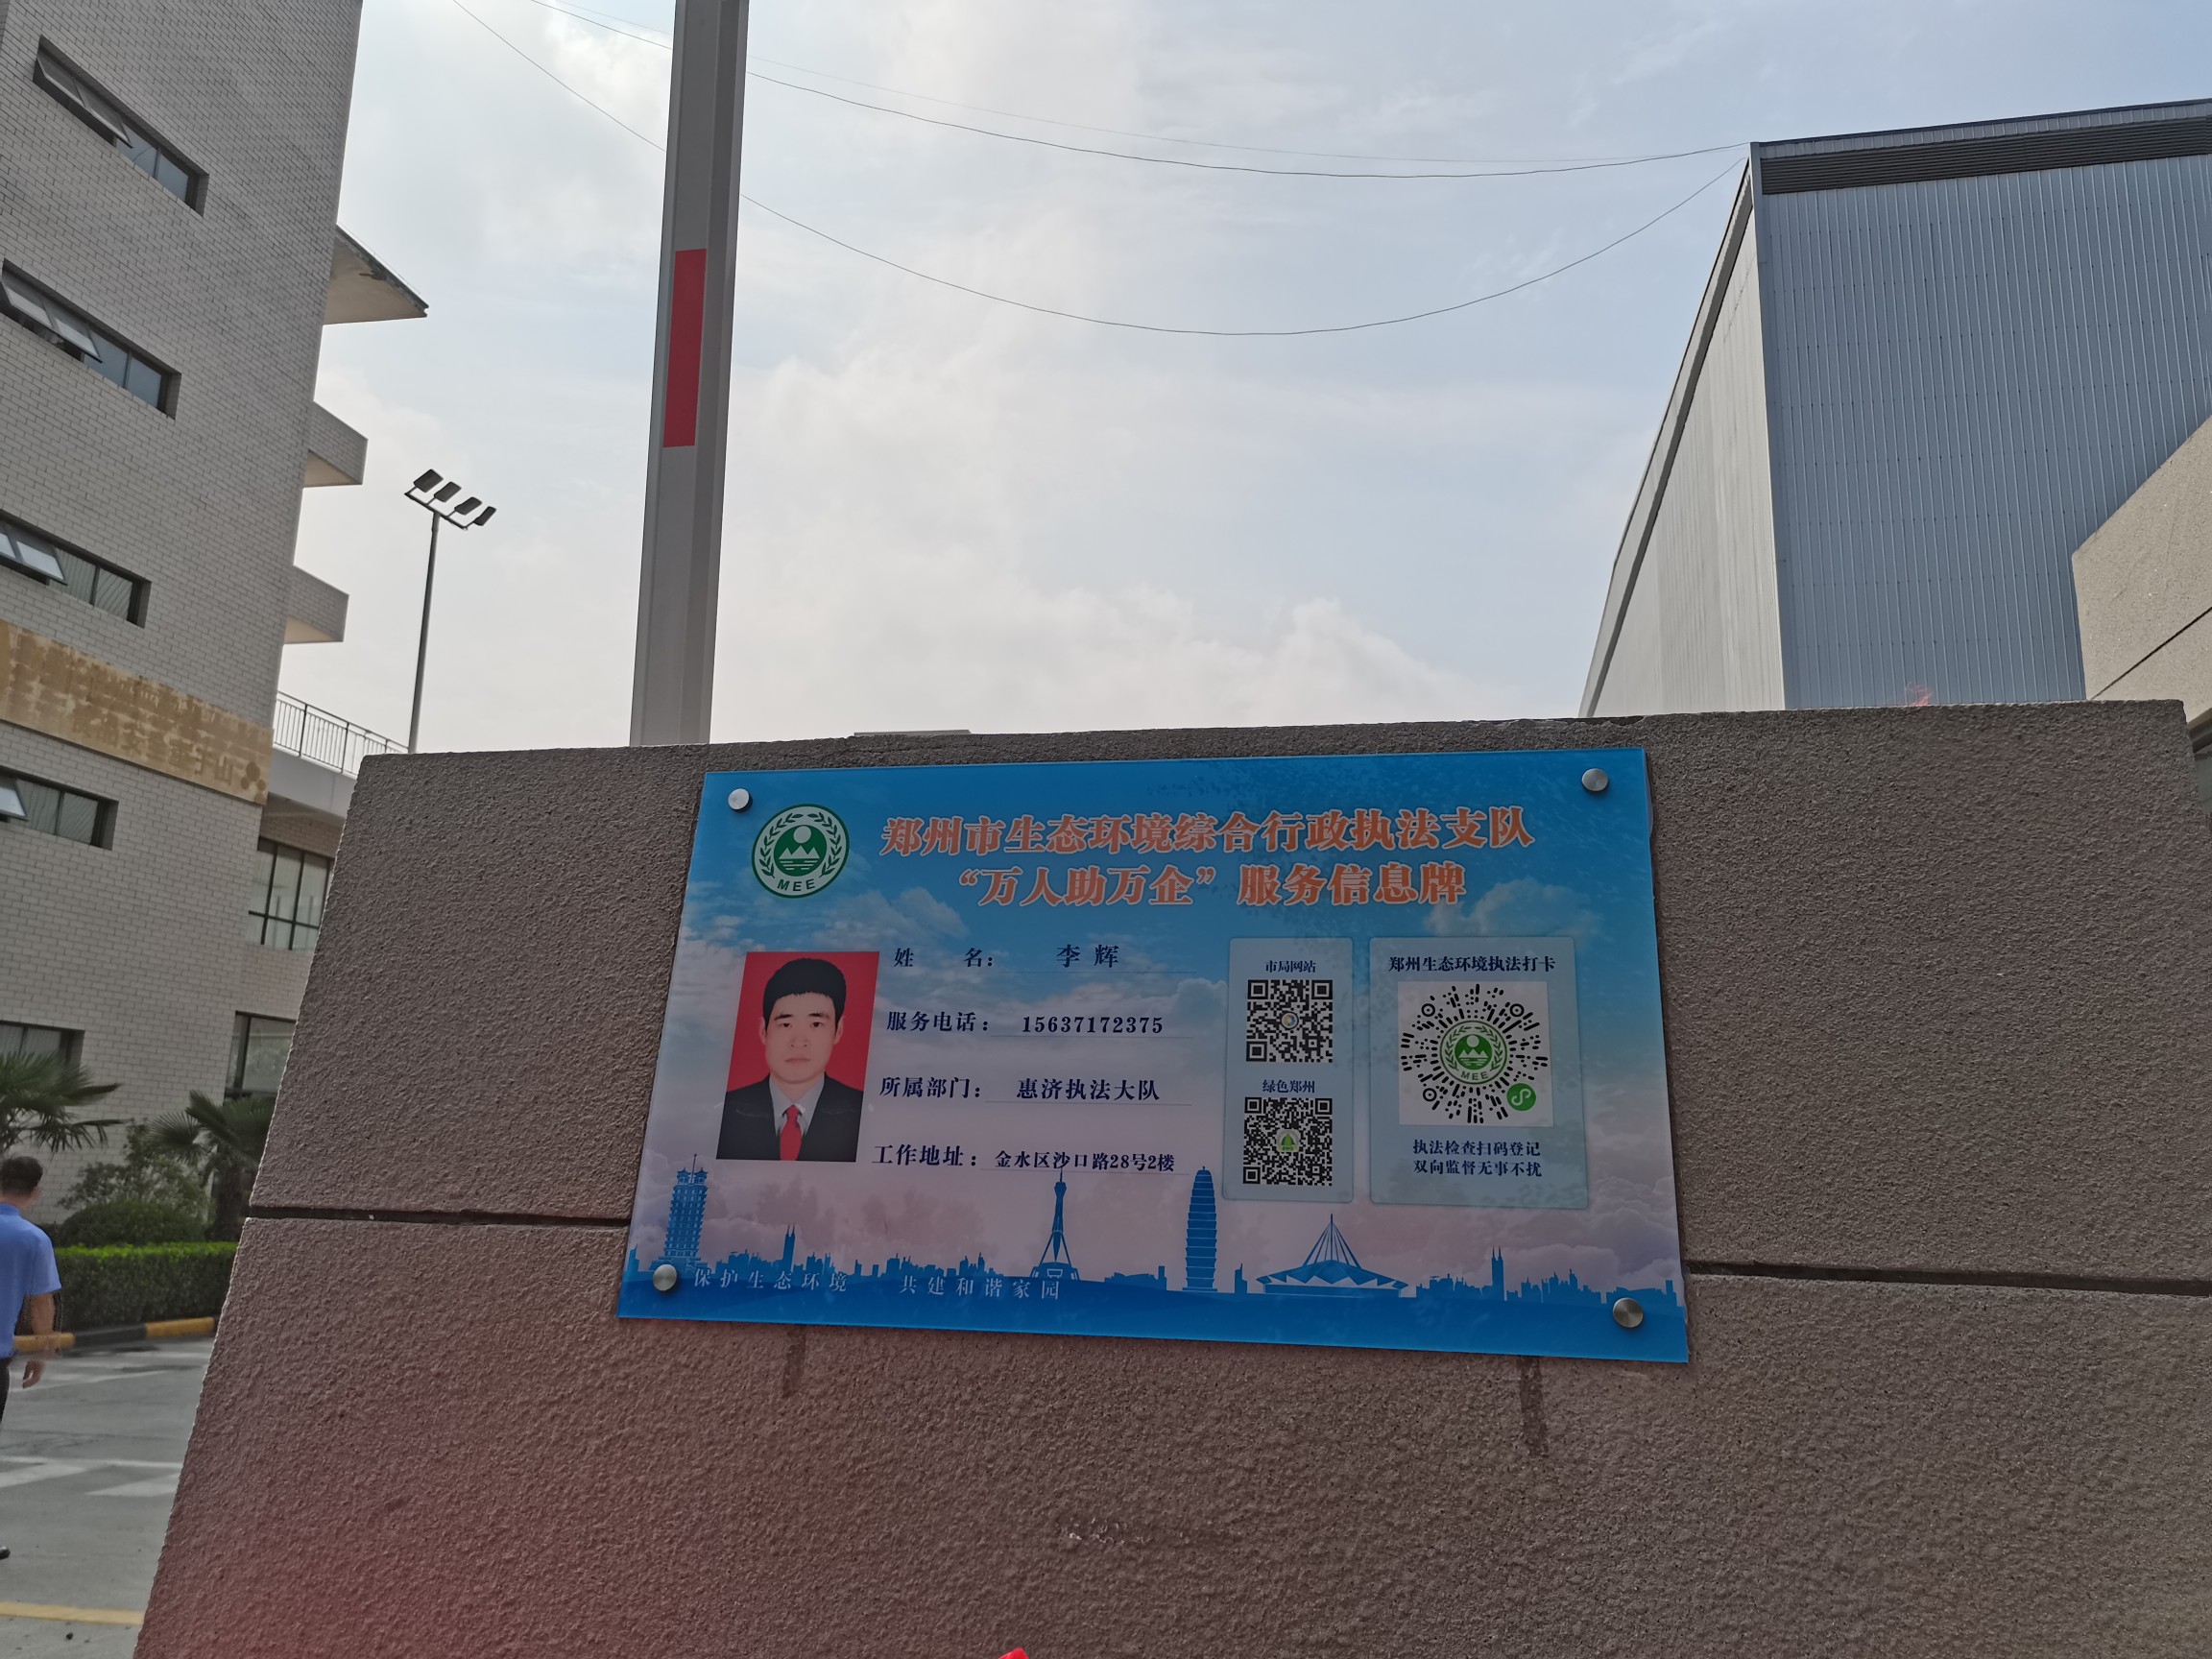 郑州市生态环境综合行政执法支队
“万人助万企”服务信息牌
MEE
姓 名： 李辉
服务电话： 15637172375
所属部门： 惠济执法大队
工作地址： 金水区沙口路28号2楼
市局网站
绿色郑州
郑州生态环境执法打卡
MEE
执法检查扫码登记
双向监督无事不扰
保护生态环境 共建和谐家园